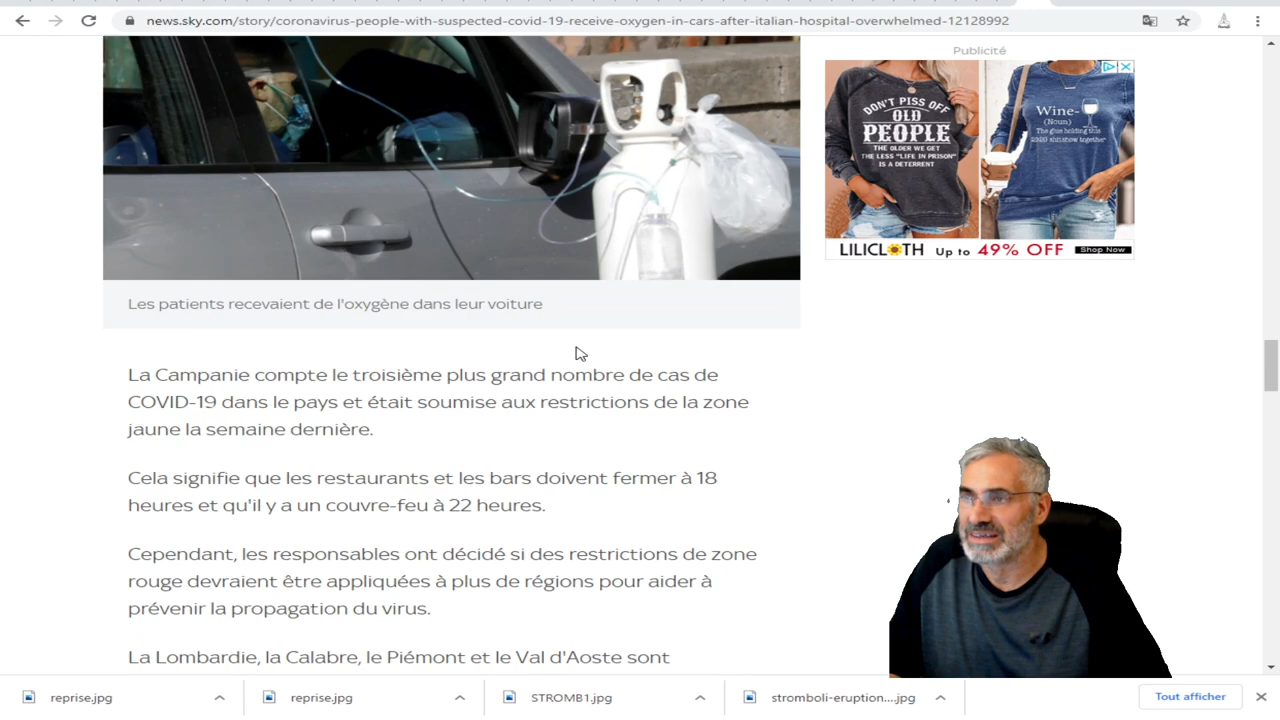 news.sky.com/story/coronavirus-people-with-suspected-covid-19-receive-oxygen-in-cars-after-italian-hospital-overwhelmed-12128992
Publicité
DON'T PISS OFF
OLD
PEOPLE
THE OLDER WE GET
THE LESS "LIFE IN PRISON"
IS A DETERRENT
Wine-
(Noun)
The glue holding this
2020 shitshow together
LILICLOTH Up to 49% OFF Shop Now
Les patients recevaient de l'oxygène dans leur voiture
La Campanie compte le troisième plus grand nombre de cas de
COVID-19 dans le pays et était soumise aux restrictions de la zone
jaune la semaine dernière.
Cela signifie que les restaurants et les bars doivent fermer à 18
heures et qu'il y a un couvre-feu à 22 heures.
Cependant, les responsables ont décidé si des restrictions de zone
rouge devraient être appliquées à plus de régions pour aider à
prévenir la propagation du virus.
La Lombardie, la Calabre, le Piémont et le Val d'Aoste sont
reprise.jpg reprise.jpg STROMB1.jpg stromboli-eruption....jpg Tout afficher